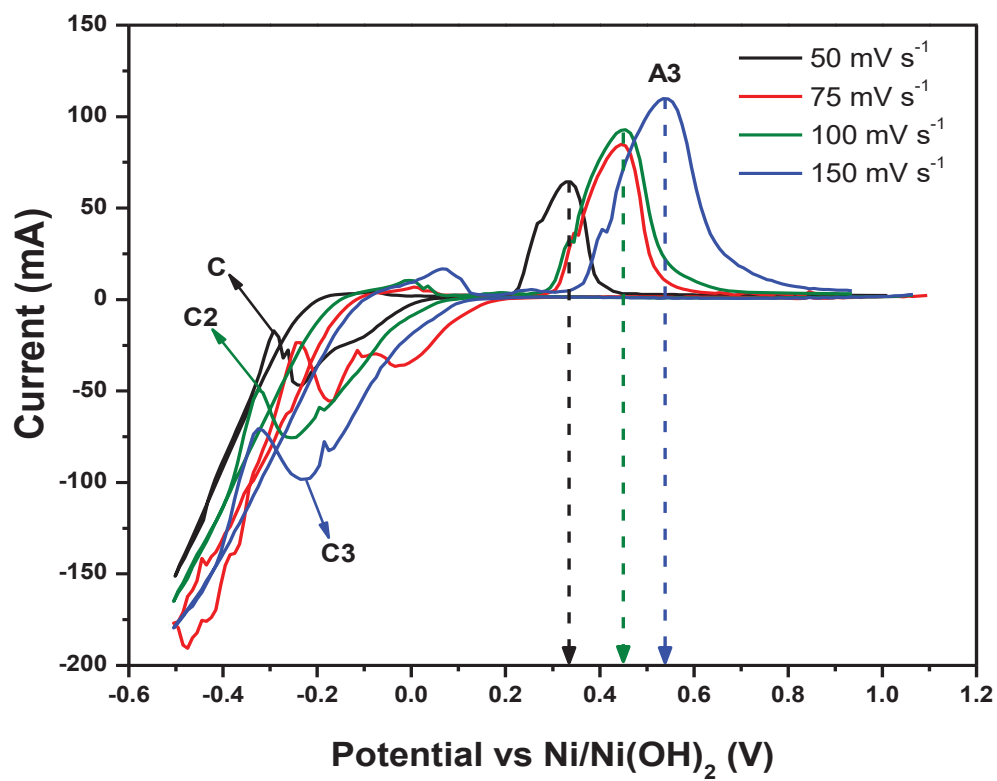 150
100
50
0
-50
-100
-150
-200
Current (mA)
-0.6
-0.4
-0.2
0.0
0.2
0.4
0.6
0.8
1.0
1.2
Potential vs Ni/Ni(OH)₂ (V)
A3
50 mV s⁻¹
75 mV s⁻¹
100 mV s⁻¹
150 mV s⁻¹
C
C2
C3